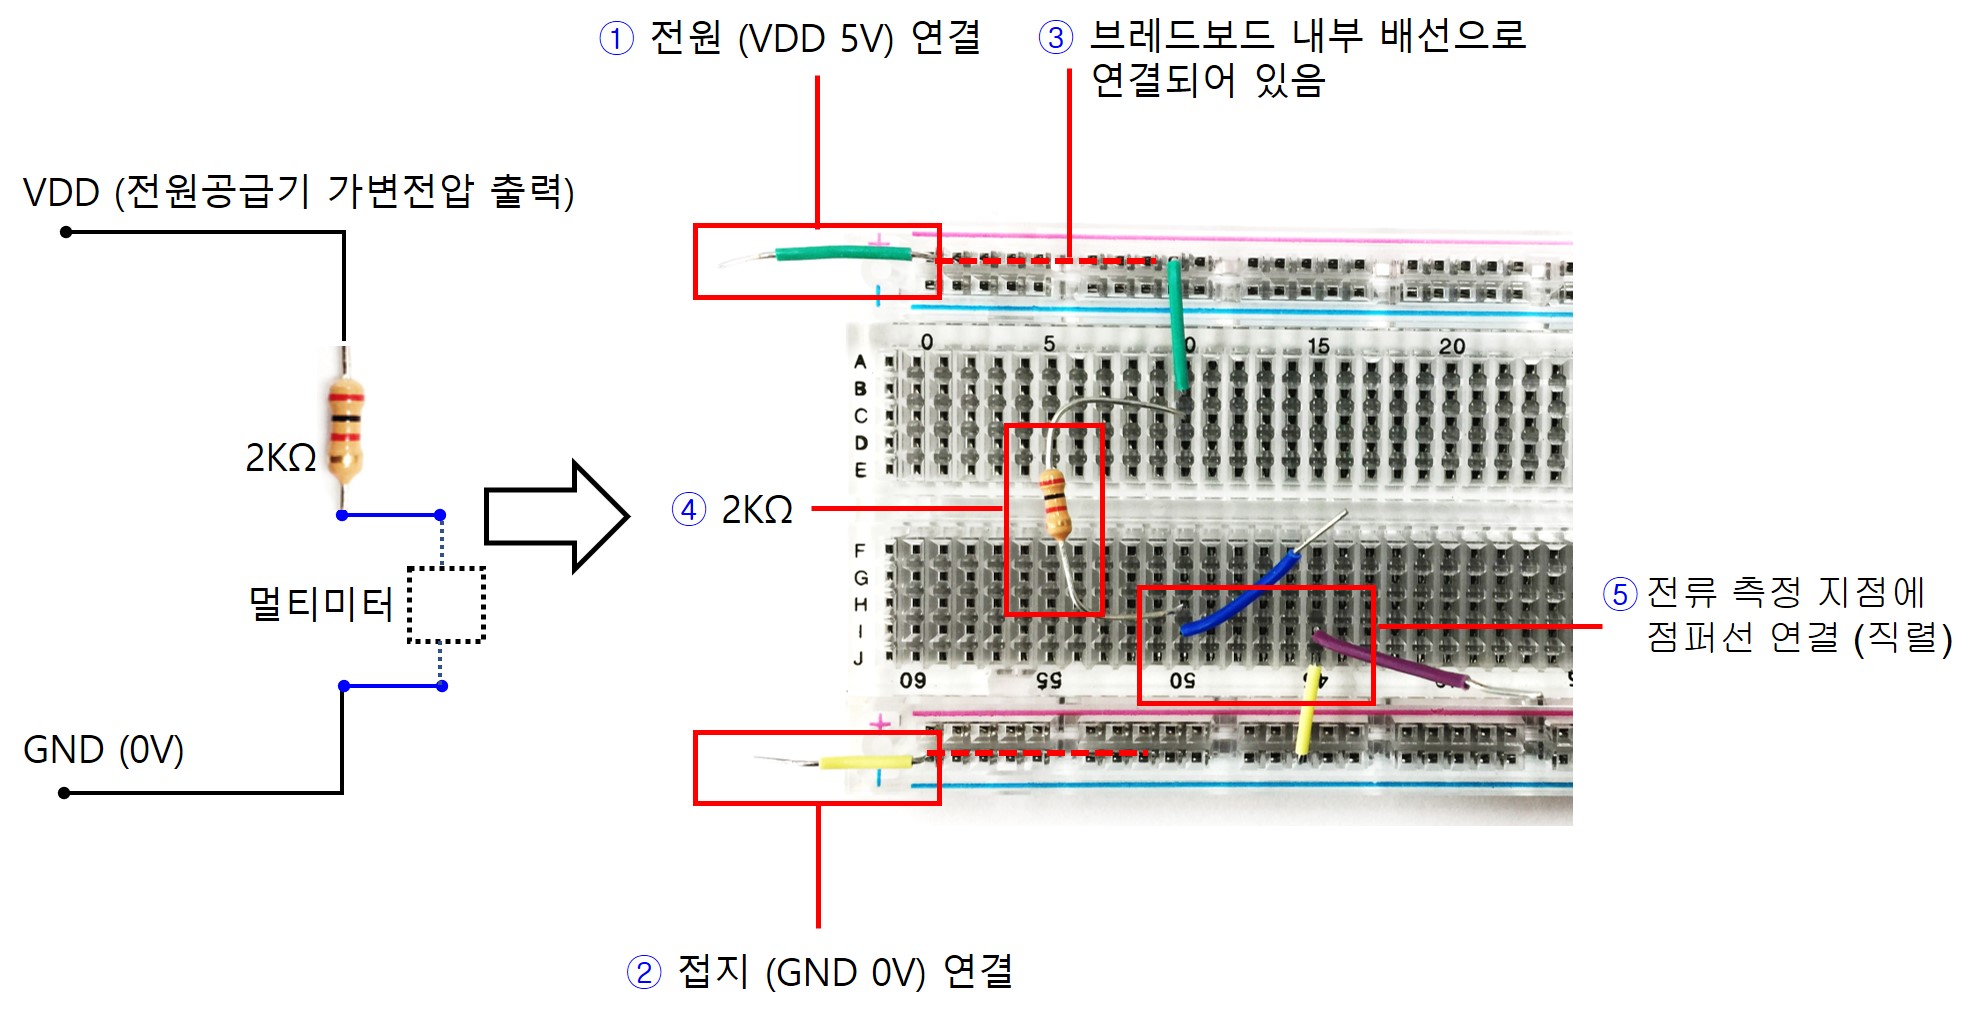 ① 전원 (VDD 5V) 연결
③ 브레드보드 내부 배선으로
연결되어 있음
VDD (전원공급기 가변전압 출력)
2KΩ
멀티미터
GND (0V)
④ 2KΩ
+
0 5 10 15 20
A
B
C
D
E
F
G
H
I
J
60 55 50 45
+
⑤ 전류 측정 지점에
점퍼선 연결 (직렬)
② 접지 (GND 0V) 연결